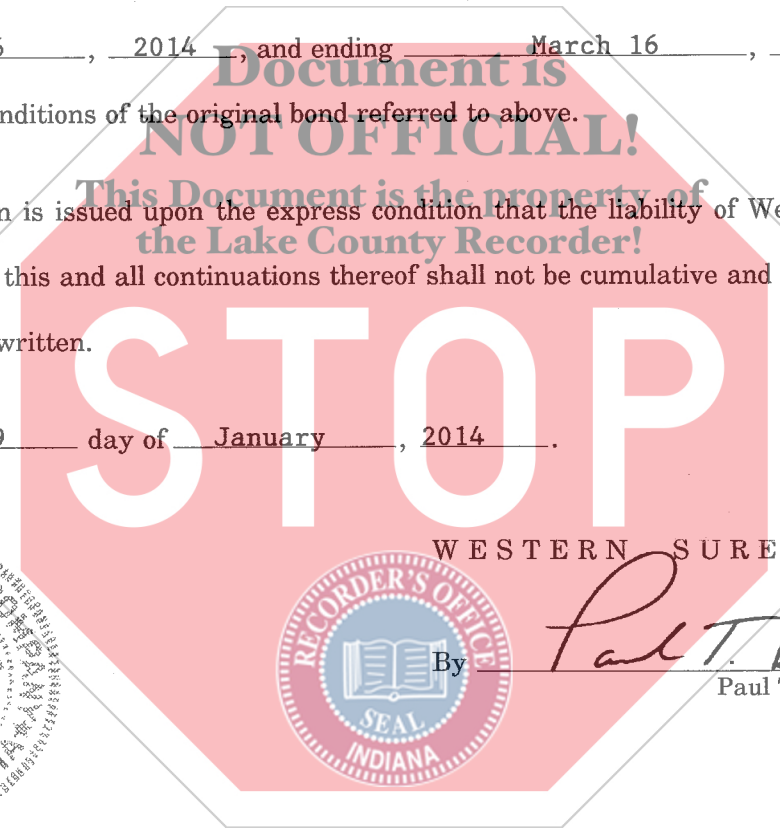 , 2014 , and ending March 16 ,
Document is
nditions of the original bond referred to above.
NOT OFFICIAL!
This Document is the property of
n is issued upon the express condition that the liability of We
the Lake County Recorder!
this and all continuations thereof shall not be cumulative and
written.
STOP
day of January , 2014 .
WESTERN SURE
RECORDER'S OFFICE
SEAL
INDIANA
By Paul T.
Paul